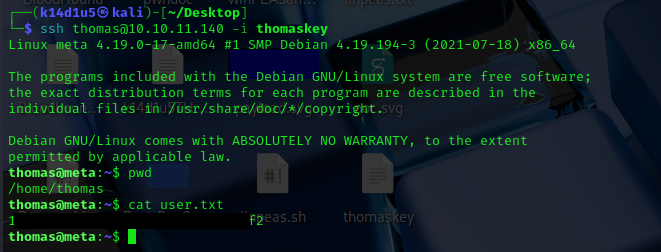 (k14d1u5㉿kali)-[~/Desktop]
$ ssh thomas@10.10.11.140 -i thomaskey
Linux meta 4.19.0-17-amd64 #1 SMP Debian 4.19.194-3 (2021-07-18) x86_64
The programs included with the Debian GNU/Linux system are free software;
the exact distribution terms for each program are described in the
individual files in /usr/share/doc/*/copyright.
Debian GNU/Linux comes with ABSOLUTELY NO WARRANTY, to the extent
permitted by applicable law.
thomas@meta:~$ pwd
/home/thomas
thomas@meta:~$ cat user.txt
1 f2
thomas@meta:~$
linpeas.sh
thomaskey